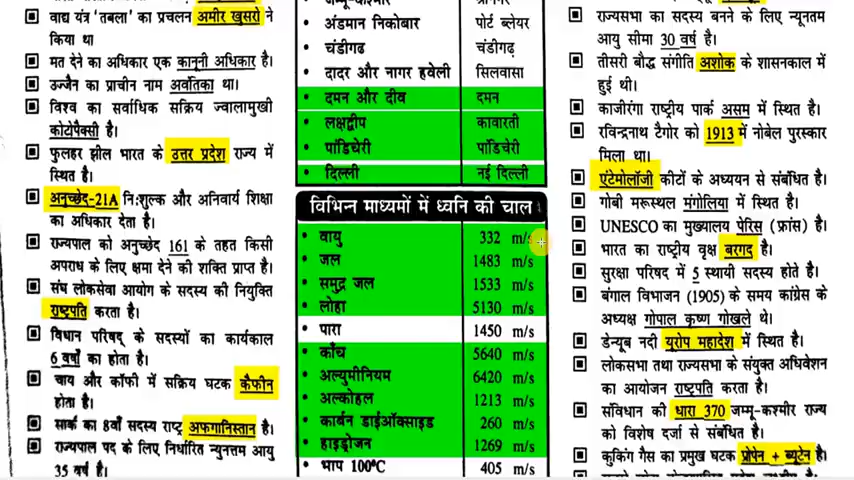 वाद्य यंत्र 'तबला' का प्रचलन अमीर खुसरो ने
किया था
मत देने का अधिकार एक कानूनी अधिकार है।
उज्जैन का प्राचीन नाम अवंतिका था।
विश्व का सर्वाधिक सक्रिय ज्वालामुखी
कोटोपैक्सी है।
फुलहर झील भारत के उत्तर प्रदेश राज्य में
स्थित है।
अनुच्छेद-21A नि:शुल्क और अनिवार्य शिक्षा
का अधिकार देता है।
राज्यपाल को अनुच्छेद 161 के तहत किसी
अपराध के लिए क्षमा देने की शक्ति प्राप्त है।
संघ लोकसेवा आयोग के सदस्य की नियुक्ति
राष्ट्रपति करता है।
विधान परिषद् के सदस्यों का कार्यकाल
6 वर्षों का होता है।
चाय और कॉफी में सक्रिय घटक कैफीन
होता है।
सार्क का 8वाँ सदस्य राष्ट्र अफगानिस्तान है।
राज्यपाल पद के लिए निर्धारित न्युनतम आयु
35 वर्ष है।
अंडमान निकोबार पोर्ट ब्लेयर
चंडीगढ चंडीगढ़
दादर और नागर हवेली सिलवासा
दमन और दीव दमन
लक्षद्वीप कावारती
पांडिचेरी पांडिचेरी
दिल्ली नई दिल्ली
विभिन्न माध्यमों में ध्वनि की चाल
वायु 332 m/s
जल 1483 m/s
समुद्र जल 1533 m/s
लोहा 5130 m/s
पारा 1450 m/s
काँच 5640 m/s
अल्युमीनियम 6420 m/s
अल्कोहल 1213 m/s
कार्बन डाईऑक्साइड 260 m/s
हाइड्रोजन 1269 m/s
भाप 100°C 405 m/s
राज्यसभा का सदस्य बनने के लिए न्यूनतम
आयु सीमा 30 वर्ष है।
तीसरी बौद्ध संगीति अशोक के शासनकाल में
हुई थी।
काजीरंगा राष्ट्रीय पार्क असम में स्थित है।
रविन्द्रनाथ टैगोर को 1913 में नोबेल पुरस्कार
मिला था।
एंटेमोलॉजी कीटों के अध्ययन से संबंधित है।
गोबी मरूस्थल मंगोलिया में स्थित है।
UNESCO का मुख्यालय पेरिस (फ्रांस) है।
भारत का राष्ट्रीय वृक्ष बरगद है।
सुरक्षा परिषद में 5 स्थायी सदस्य होते है।
बंगाल विभाजन (1905) के समय कांग्रेस के
अध्यक्ष गोपाल कृष्ण गोखले थे।
डेन्यूब नदी यूरोप महादेश में स्थित है।
लोकसभा तथा राज्यसभा के संयुक्त अधिवेशन
का आयोजन राष्ट्रपति करता है।
संविधान की धारा 370 जम्मू-कश्मीर राज्य
को विशेष दर्जा से संबंधित है।
कुकिंग गैस का प्रमुख घटक प्रोपेन + ब्यूटेन है।